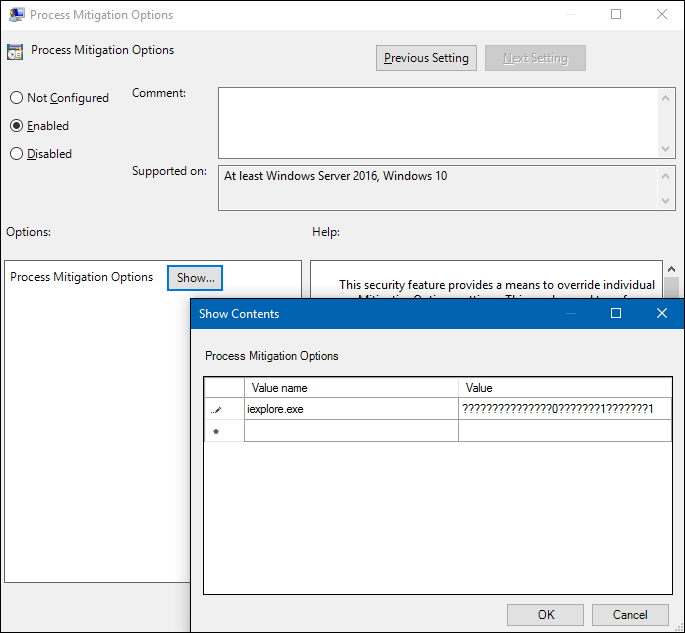 Process Mitigation Options
Process Mitigation Options
Previous Setting
Next Setting
Not Configured
Comment:
Enabled
Disabled
Supported on:
At least Windows Server 2016, Windows 10
Options:
Help:
Process Mitigation Options
Show...
This security feature provides a means to override individual
Show Contents
Process Mitigation Options
Value name
Value
iexplore.exe
???????????????0???????1???????1
OK
Cancel